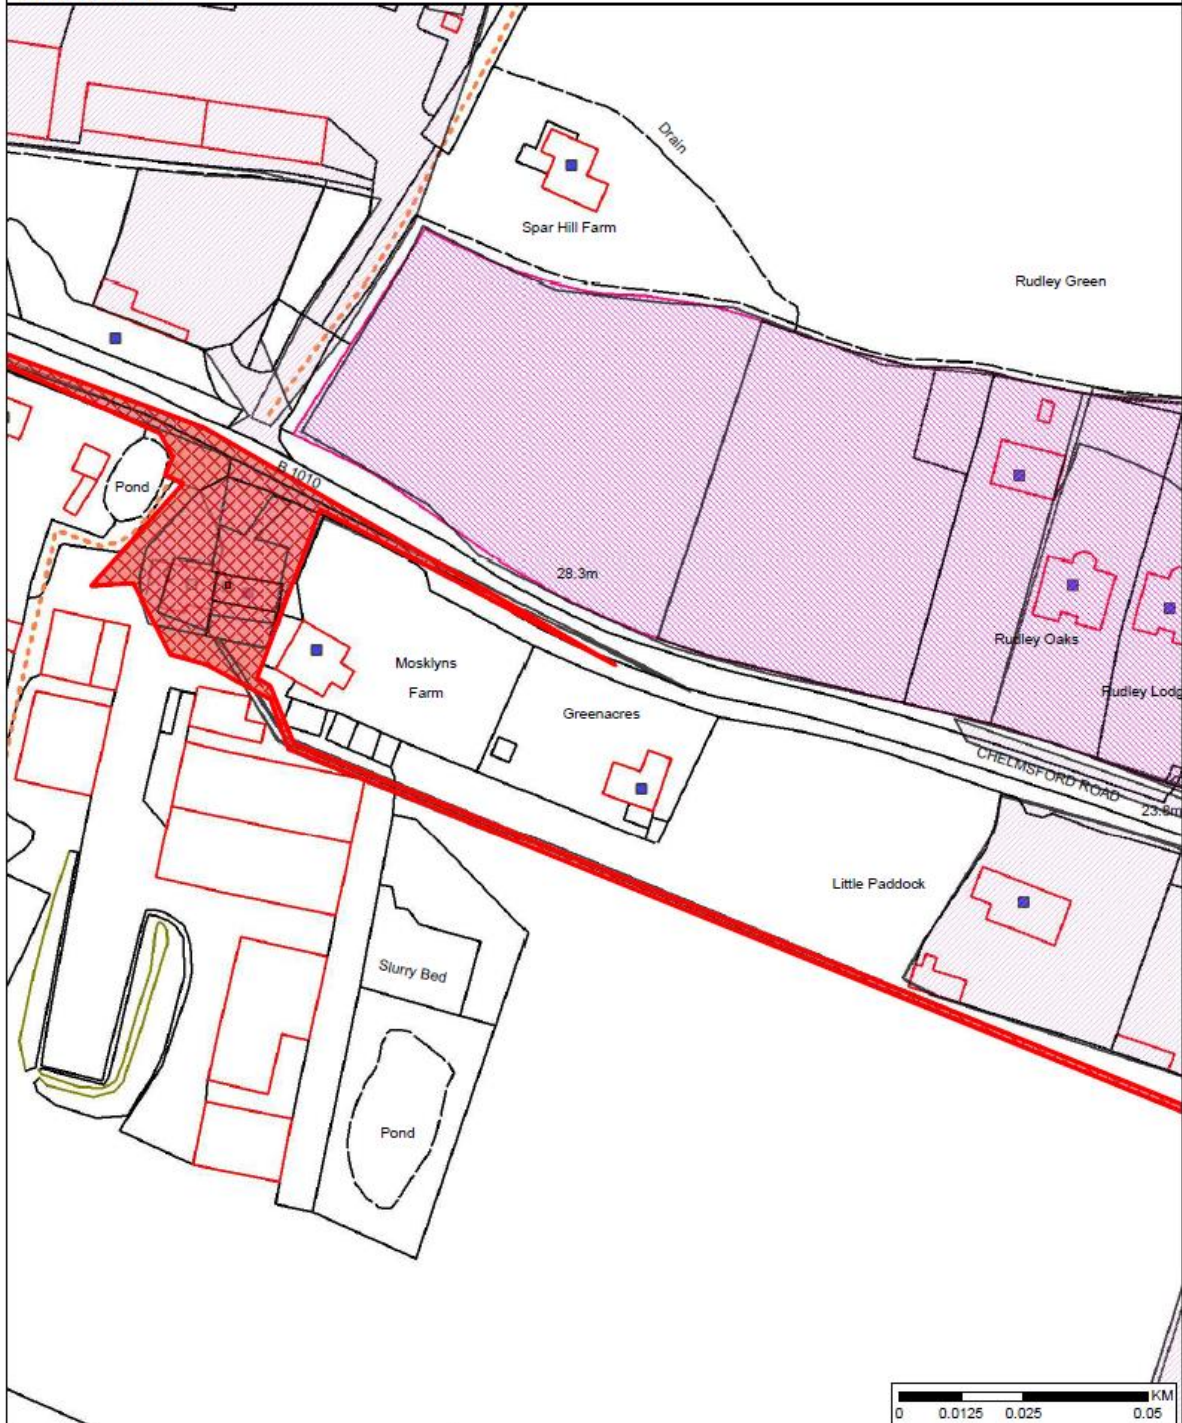 Drain
Spar Hill Farm
Rudley Green
Pond
B 1010
28.3m
Rudley Oaks
Mosklyns
Farm
Rudley Lodg
Greenacres
CHELMSFORD ROAD
23.8m
Little Paddock
Slurry Bed
Pond
KM
0 0.0125 0.025 0.05